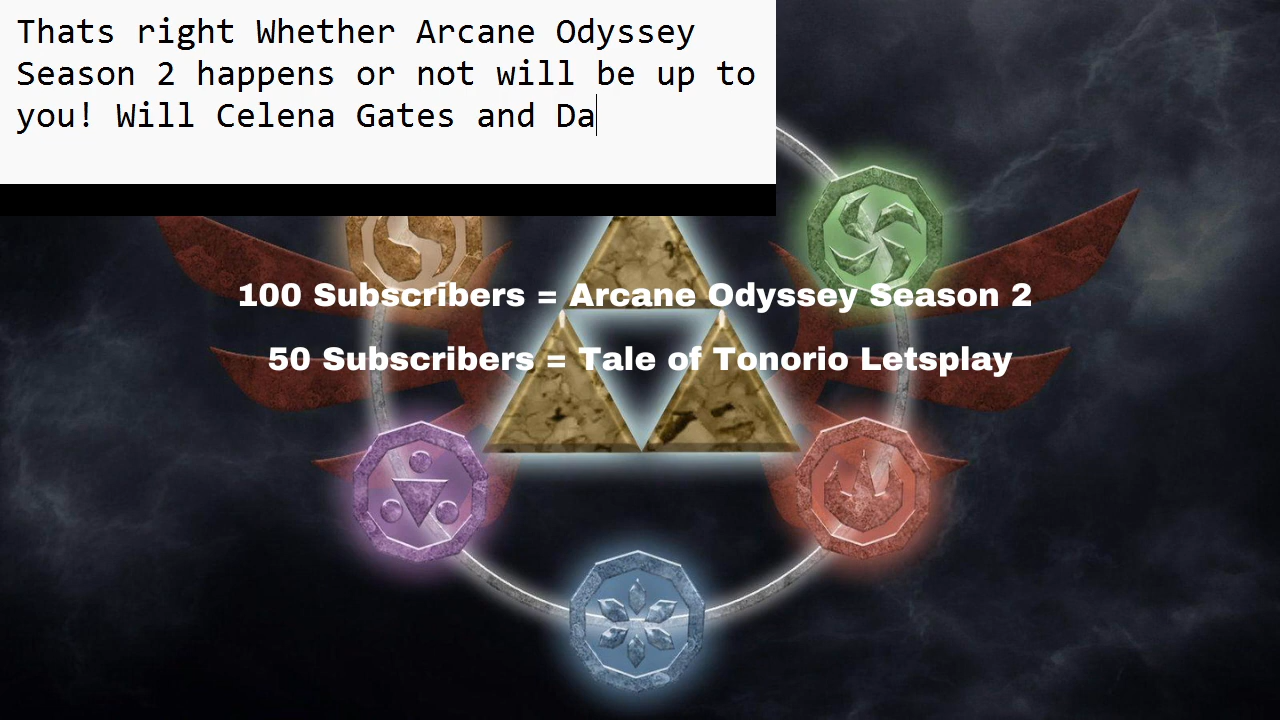 Thats right Whether Arcane Odyssey
Season 2 happens or not will be up to
you! Will Celena Gates and Da
100 Subscribers = Arcane Odyssey Season 2
50 Subscribers = Tale of Tonorio Letsplay